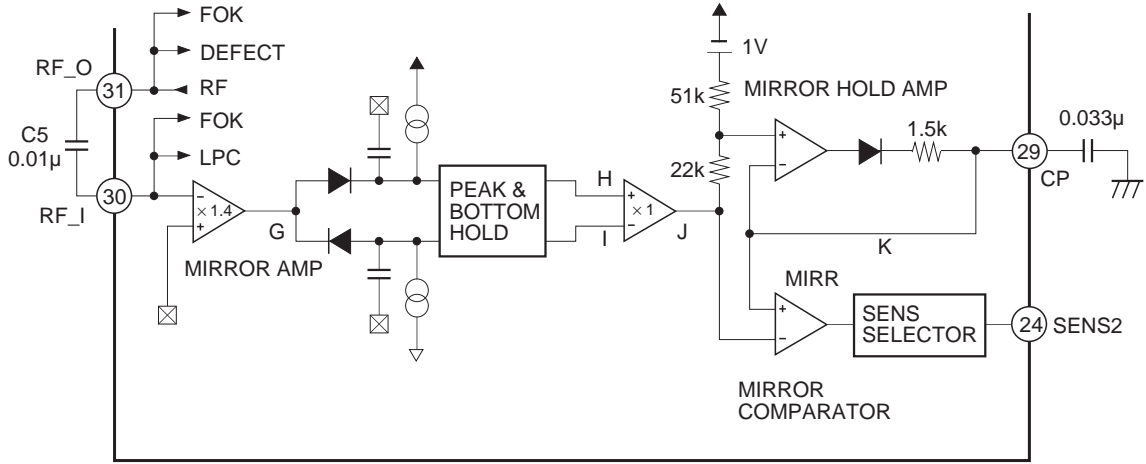 FOK
DEFECT
RF_O
31
RF
FOK
C5
0.01µ
LPC
30
RF_I
−
× 1.4
+
G
MIRROR AMP
PEAK &
BOTTOM
HOLD
H
I
+
× 1
−
J
1V
51k
22k
MIRROR HOLD AMP
+
−
1.5k
0.033µ
29
CP
K
MIRR
+
−
SENS
SELECTOR
24
SENS2
MIRROR
COMPARATOR